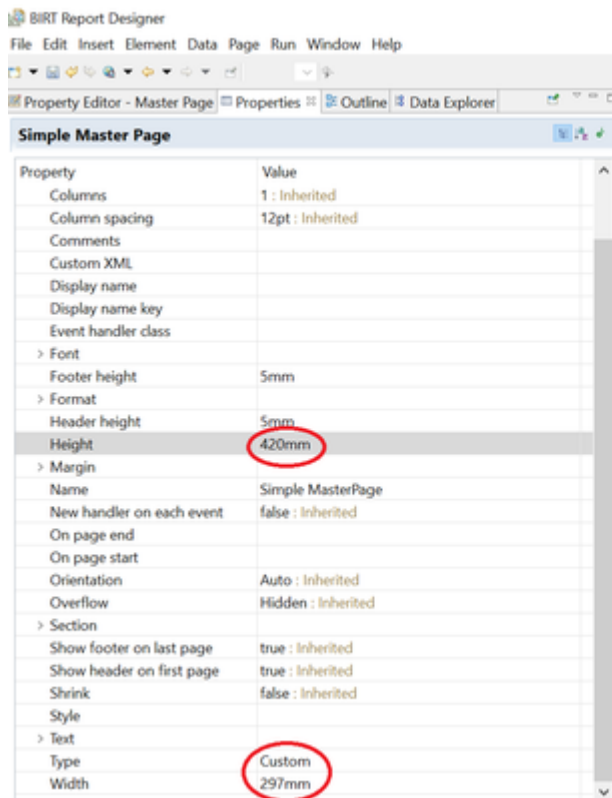 BIRT Report Designer
File Edit Insert Element Data Page Run Window Help
Property Editor - Master Page Properties Outline Data Explorer
Simple Master Page
Property Value
Columns 1 : Inherited
Column spacing 12pt : Inherited
Comments
Custom XML
Display name
Display name key
Event handler class
> Font
Footer height 5mm
> Format
Header height 5mm
Height 420mm
> Margin
Name Simple MasterPage
New handler on each event false : Inherited
On page end
On page start
Orientation Auto : Inherited
Overflow Hidden : Inherited
> Section
Show footer on last page true : Inherited
Show header on first page true : Inherited
Shrink false : Inherited
Style
> Text
Type Custom
Width 297mm